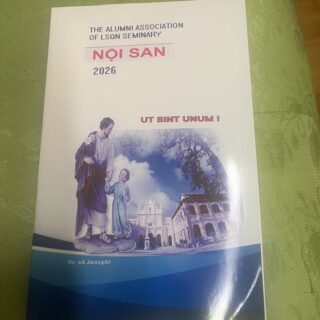 THE ALUMNI ASSOCIATION
OF LSQN SEMINARY
NỘI SAN
2026
UT SINT UNUM !